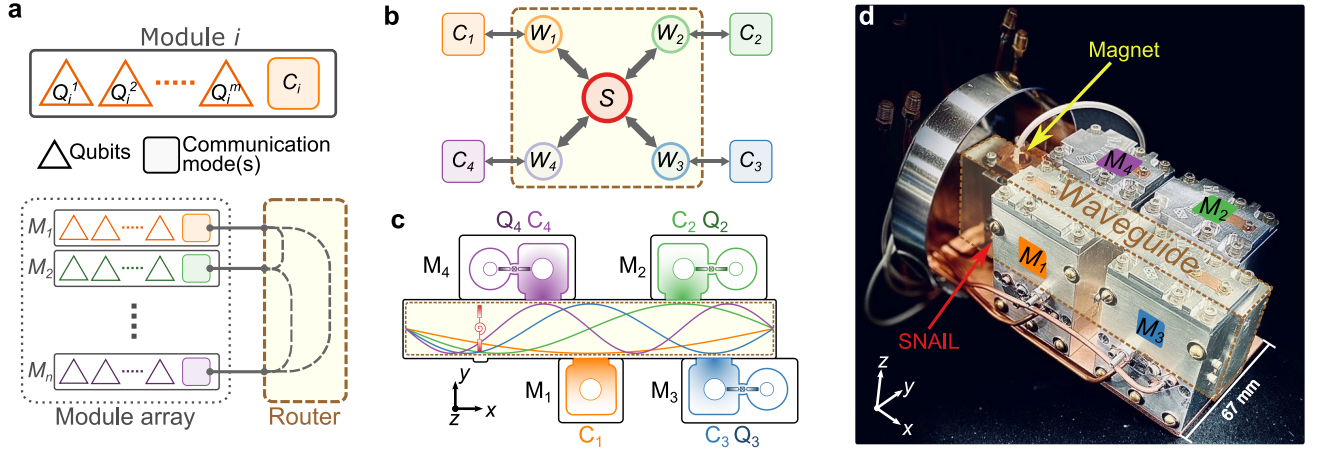 a
Module i
Q_i^1 Q_i^2 Q_i^m C_i
Qubits
Communication
mode(s)
M_1
M_2
M_n
Module array
Router
b
C_1 W_1 W_2 C_2
S
C_4 W_4 W_3 C_3
c
Q_4 C_4 C_2 Q_2
M_4 M_2
M_1 M_3
y
z x
C_1 C_3 Q_3
d
Magnet
M_4
M_2
Waveguide
M_1
M_3
SNAIL
z
y
x
67 mm